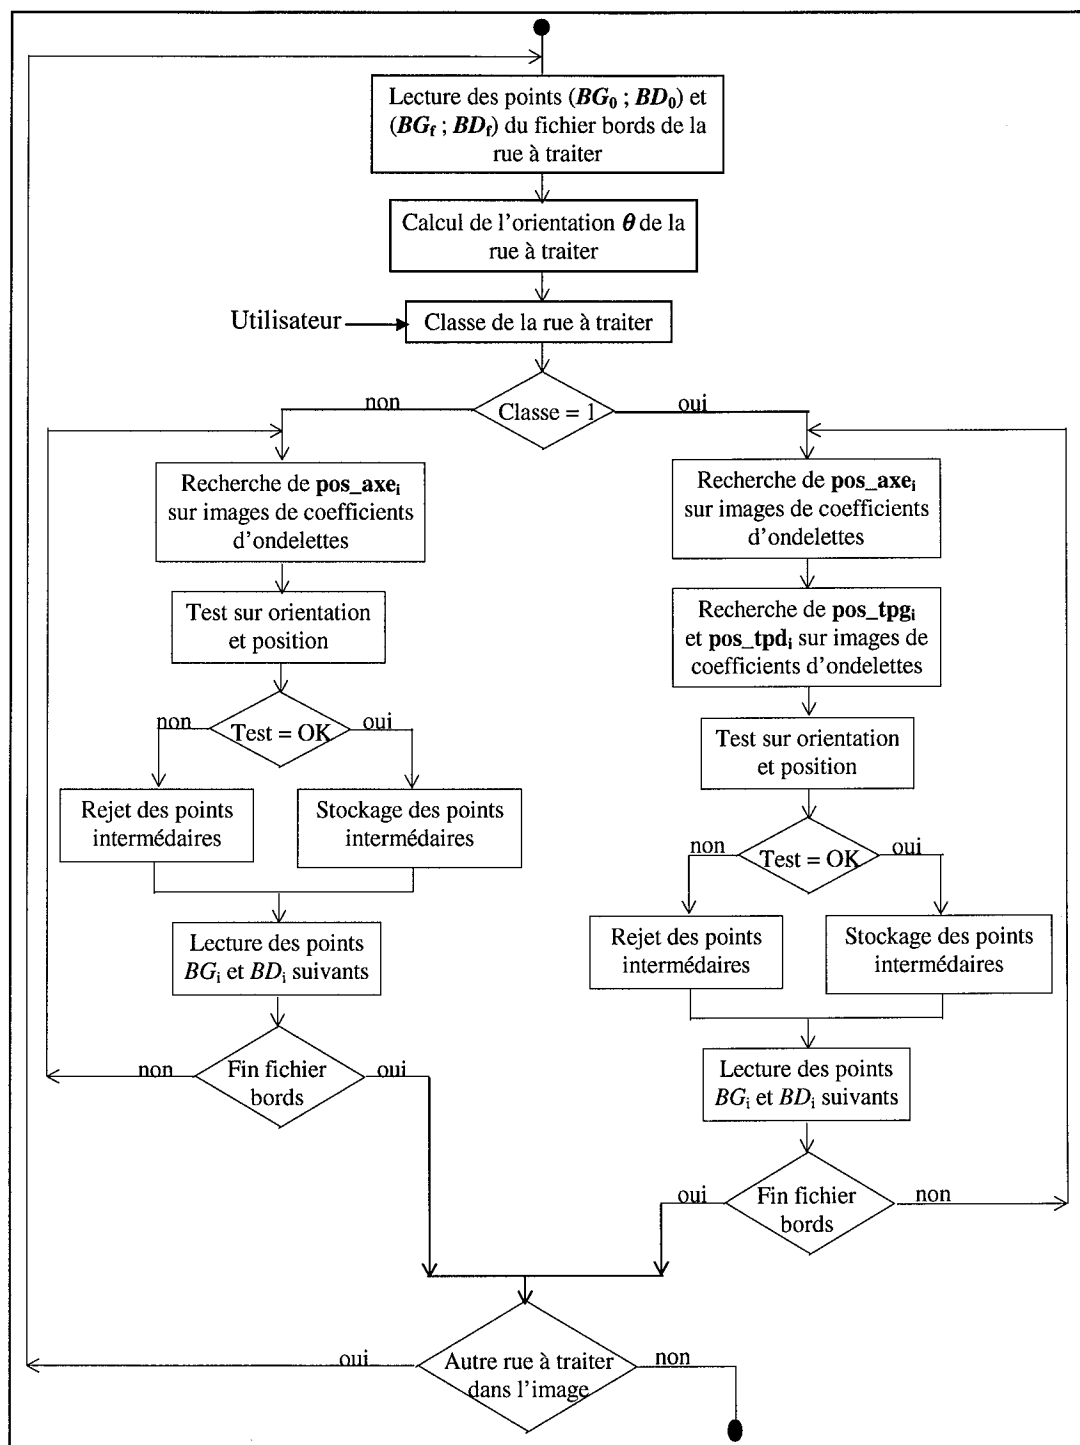 Lecture des points (BG0 ; BD0) et
(BGf ; BDf) du fichier bords de la
rue à traiter
Calcul de l'orientation θ de la
rue à traiter
Utilisateur
Classe de la rue à traiter
non
Classe = 1
oui
Recherche de pos_axei
sur images de coefficients
d'ondelettes
Test sur orientation
et position
non
Test = OK
oui
Rejet des points
intermédaires
Stockage des points
intermédaires
Lecture des points
BGi et BDi suivants
non
Fin fichier
bords
oui
Recherche de pos_axei
sur images de coefficients
d'ondelettes
Recherche de pos_tpgi
et pos_tpdi sur images de
coefficients d'ondelettes
Test sur orientation
et position
non
Test = OK
oui
Rejet des points
intermédaires
Stockage des points
intermédaires
Lecture des points
BGi et BDi suivants
oui
Fin fichier
bords
non
oui
Autre rue à traiter
dans l'image
non